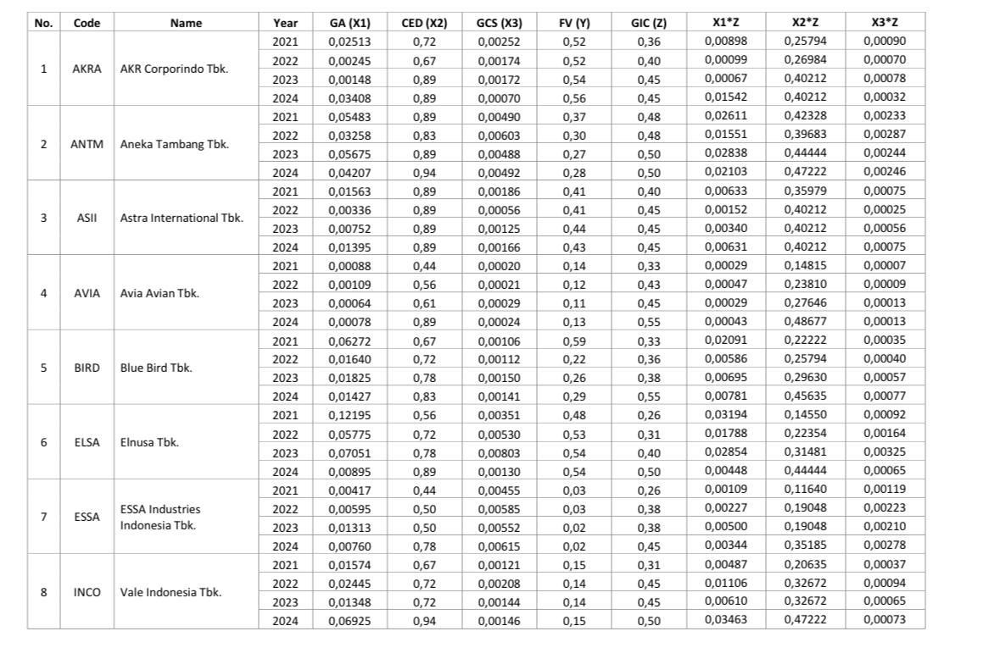 No. Code Name Year GA (X1) CED (X2) GCS (X3) FV (Y) GIC (Z) X1*Z X2*Z X3*Z
1 AKRA AKR Corporindo Tbk. 2021 0,02513 0,72 0,00252 0,52 0,36 0,00898 0,25794 0,00090
2022 0,00245 0,67 0,00174 0,52 0,40 0,00099 0,26984 0,00070
2023 0,00148 0,89 0,00172 0,54 0,45 0,00067 0,40212 0,00078
2024 0,03408 0,89 0,00070 0,56 0,45 0,01542 0,40212 0,00032
2 ANTM Aneka Tambang Tbk. 2021 0,05483 0,89 0,00490 0,37 0,48 0,02611 0,42328 0,00233
2022 0,03258 0,83 0,00603 0,30 0,48 0,01551 0,39683 0,00287
2023 0,05675 0,89 0,00488 0,27 0,50 0,02838 0,44444 0,00244
2024 0,04207 0,94 0,00492 0,28 0,50 0,02103 0,47222 0,00246
3 ASII Astra International Tbk. 2021 0,01563 0,89 0,00186 0,41 0,40 0,00633 0,35979 0,00075
2022 0,00336 0,89 0,00056 0,41 0,45 0,00152 0,40212 0,00025
2023 0,00752 0,89 0,00125 0,44 0,45 0,00340 0,40212 0,00056
2024 0,01395 0,89 0,00166 0,43 0,45 0,00631 0,40212 0,00075
4 AVIA Avia Avian Tbk. 2021 0,00088 0,44 0,00020 0,14 0,33 0,00029 0,14815 0,00007
2022 0,00109 0,56 0,00021 0,12 0,43 0,00047 0,23810 0,00009
2023 0,00064 0,61 0,00029 0,11 0,45 0,00029 0,27646 0,00013
2024 0,00078 0,89 0,00024 0,13 0,55 0,00043 0,48677 0,00013
5 BIRD Blue Bird Tbk. 2021 0,06272 0,67 0,00106 0,59 0,33 0,02091 0,22222 0,00035
2022 0,01640 0,72 0,00112 0,22 0,36 0,00586 0,25794 0,00040
2023 0,01825 0,78 0,00150 0,26 0,38 0,00695 0,29630 0,00057
2024 0,01427 0,83 0,00141 0,29 0,55 0,00781 0,45635 0,00077
6 ELSA Elnusa Tbk. 2021 0,12195 0,56 0,00351 0,48 0,26 0,03194 0,14550 0,00092
2022 0,05775 0,72 0,00530 0,53 0,31 0,01788 0,22354 0,00164
2023 0,07051 0,78 0,00803 0,54 0,40 0,02854 0,31481 0,00325
2024 0,00895 0,89 0,00130 0,54 0,50 0,00448 0,44444 0,00065
7 ESSA ESSA Industries Indonesia Tbk. 2021 0,00417 0,44 0,00455 0,03 0,26 0,00109 0,11640 0,00119
2022 0,00595 0,50 0,00585 0,03 0,38 0,00227 0,19048 0,00223
2023 0,01313 0,50 0,00552 0,02 0,38 0,00500 0,19048 0,00210
2024 0,00760 0,78 0,00615 0,02 0,45 0,00344 0,35185 0,00278
8 INCO Vale Indonesia Tbk. 2021 0,01574 0,67 0,00121 0,15 0,31 0,00487 0,20635 0,00037
2022 0,02445 0,72 0,00208 0,14 0,45 0,01106 0,32672 0,00094
2023 0,01348 0,72 0,00144 0,14 0,45 0,00610 0,32672 0,00065
2024 0,06925 0,94 0,00146 0,15 0,50 0,03463 0,47222 0,00073